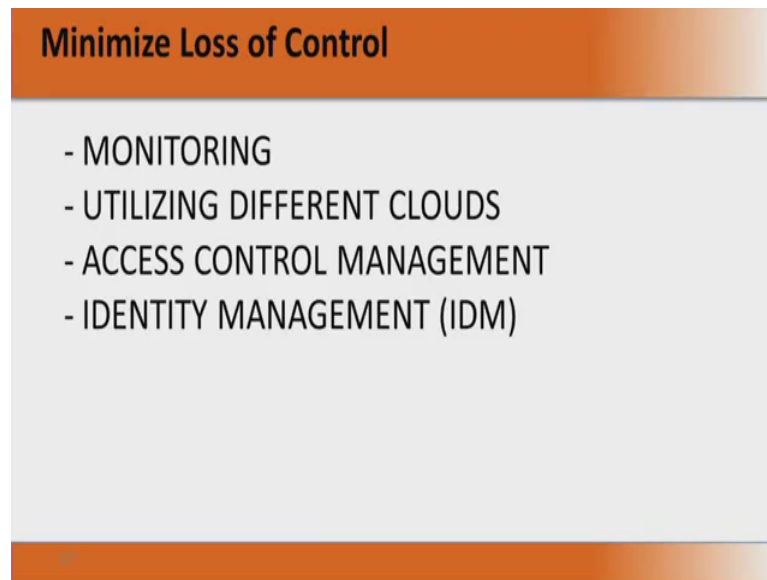 Minimize Loss of Control
- MONITORING
- UTILIZING DIFFERENT CLOUDS
- ACCESS CONTROL MANAGEMENT
- IDENTITY MANAGEMENT (IDM)